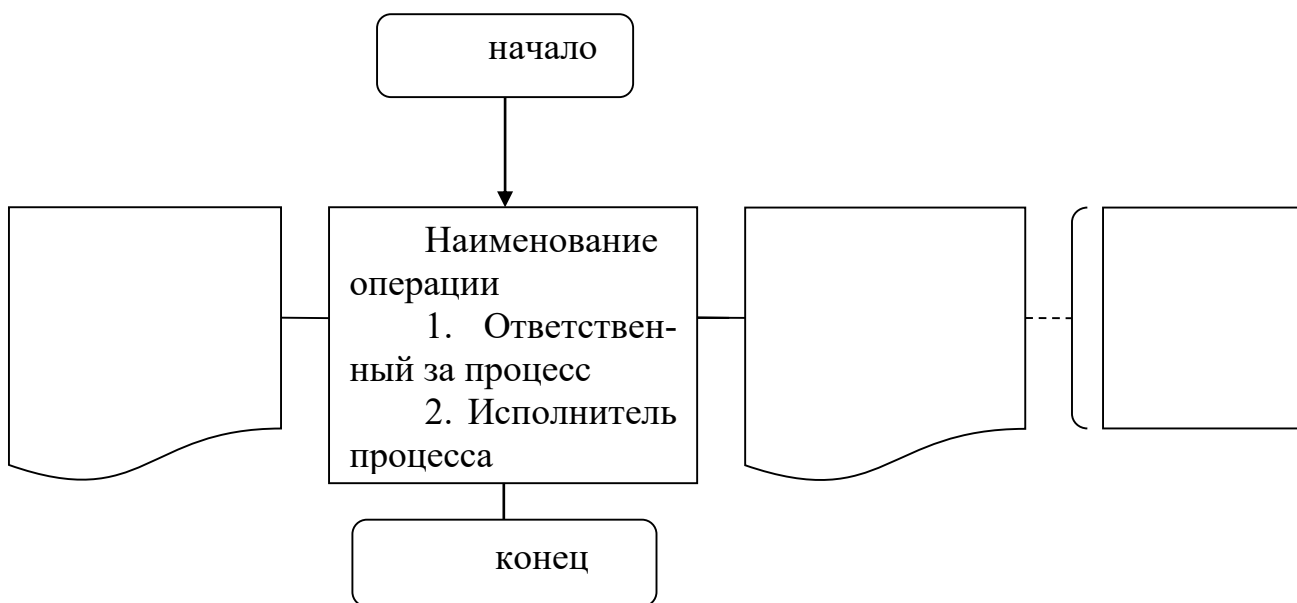 начало
Наименование
операции
1. Ответствен-
ный за процесс
2. Исполнитель
процесса
конец